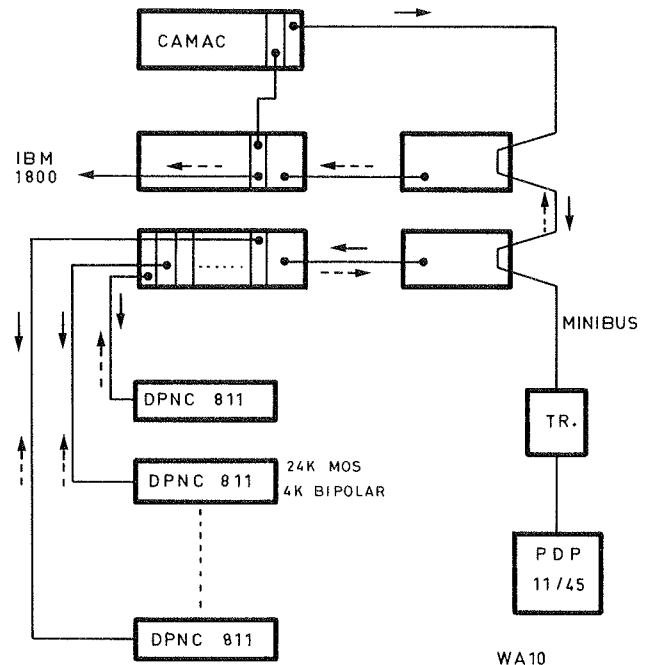 CAMAC
IBM
1800
MINIBUS
DPNC 811
TR.
DPNC 811
24K MOS
4K BIPOLAR
PDP
11/45
DPNC 811
WA10